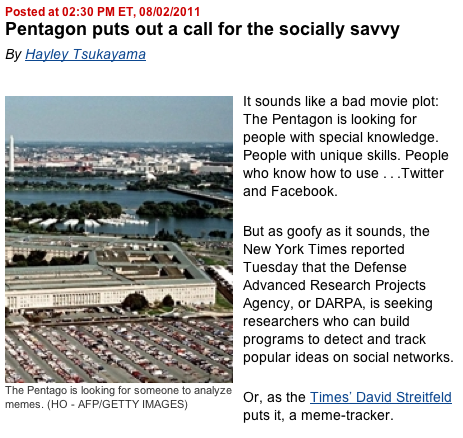 Posted at 02:30 PM ET, 08/02/2011
Pentagon puts out a call for the socially savvy
By Hayley Tsukayama
It sounds like a bad movie plot:
The Pentagon is looking for
people with special knowledge.
People with unique skills. People
who know how to use . . .Twitter
and Facebook.
But as goofy as it sounds, the
New York Times reported
Tuesday that the Defense
Advanced Research Projects
Agency, or DARPA, is seeking
researchers who can build
programs to detect and track
popular ideas on social networks.
Or, as the Times’ David Streitfeld
puts it, a meme-tracker.
The Pentago is looking for someone to analyze
memes. (HO - AFP/GETTY IMAGES)